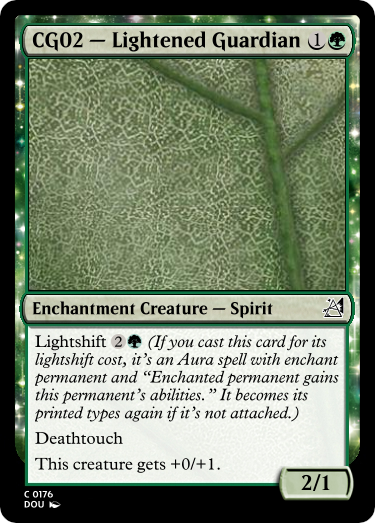 CG02 — Lightened Guardian 1
Enchantment Creature — Spirit
Lightshift 2 (If you cast this card for its
lightshift cost, it's an Aura spell with enchant
permanent and “Enchanted permanent gains
this permanent's abilities.” It becomes its
printed types again if it's not attached.)
Deathtouch
This creature gets +0/+1.
2/1
C 0176
DOU